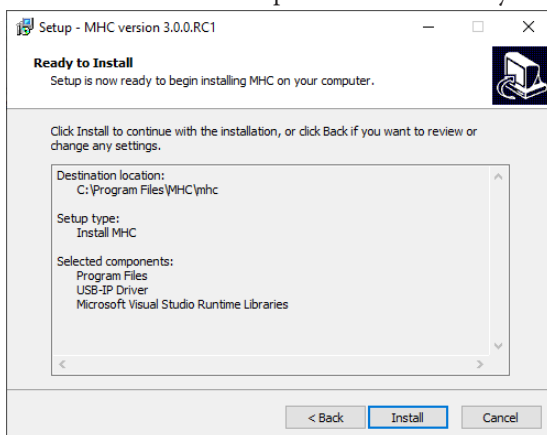 Setup - MHC version 3.0.0.RC1
Ready to Install
Setup is now ready to begin installing MHC on your computer.
Click Install to continue with the installation, or click Back if you want to review or
change any settings.
Destination location:
C:\Program Files\MHC\mhc
Setup type:
Install MHC
Selected components:
Program Files
USB-IP Driver
Microsoft Visual Studio Runtime Libraries
< Back
Install
Cancel